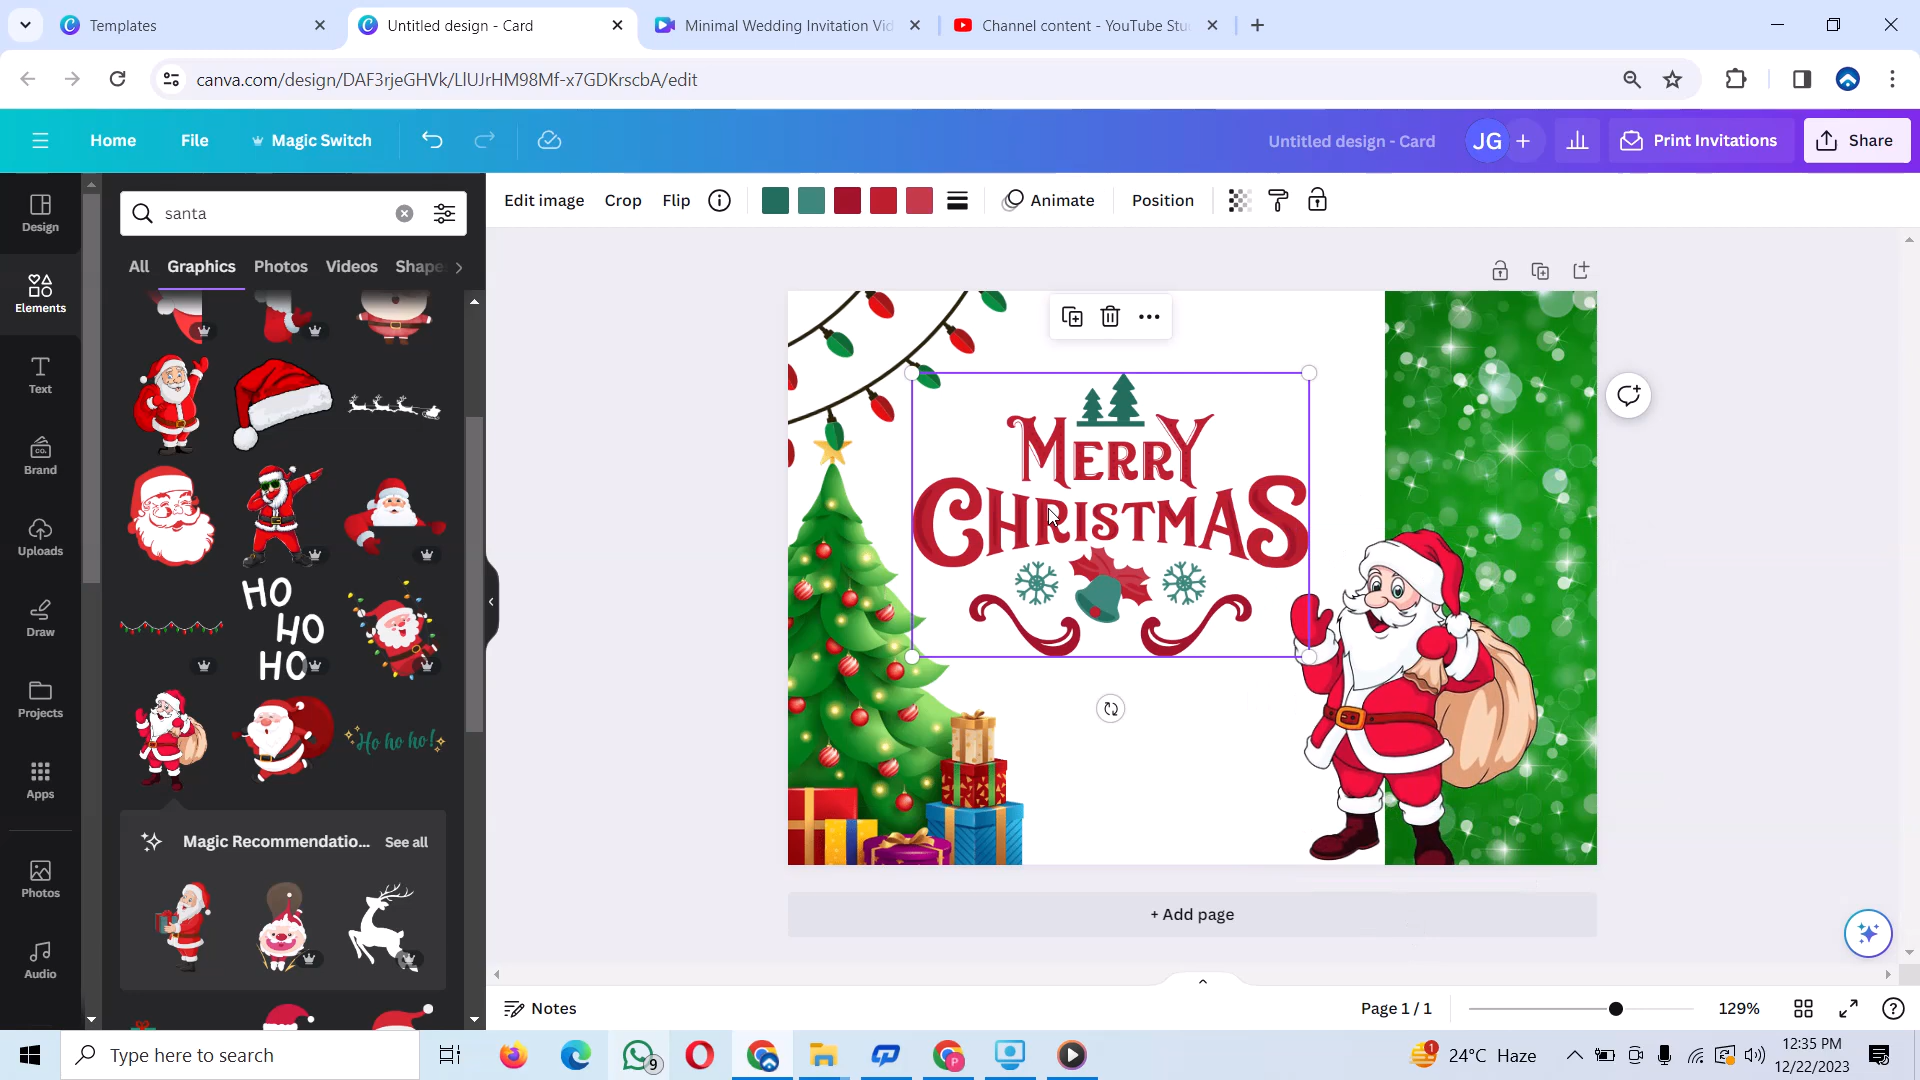 Templates
Untitled design - Card
Minimal Wedding Invitation Vid
Channel content - YouTube Stu
canva.com/design/DAF3rjeGHVk/LlUJrHM98Mf-x7GDKrscbA/edit
Home
File
Magic Switch
Untitled design - Card
JG
Print Invitations
Share
Design
Elements
Text
Brand
Uploads
Draw
Projects
Apps
Photos
Audio
santa
All
Graphics
Photos
Videos
Shape
HO
HO
HO
Ho ho ho!
Magic Recommendatio...
See all
Edit image
Crop
Flip
Animate
Position
MERRY
CHRISTMAS
+ Add page
Notes
Page 1 / 1
129%
Type here to search
9
P
1
24°C Haze
12:35 PM
12/22/2023